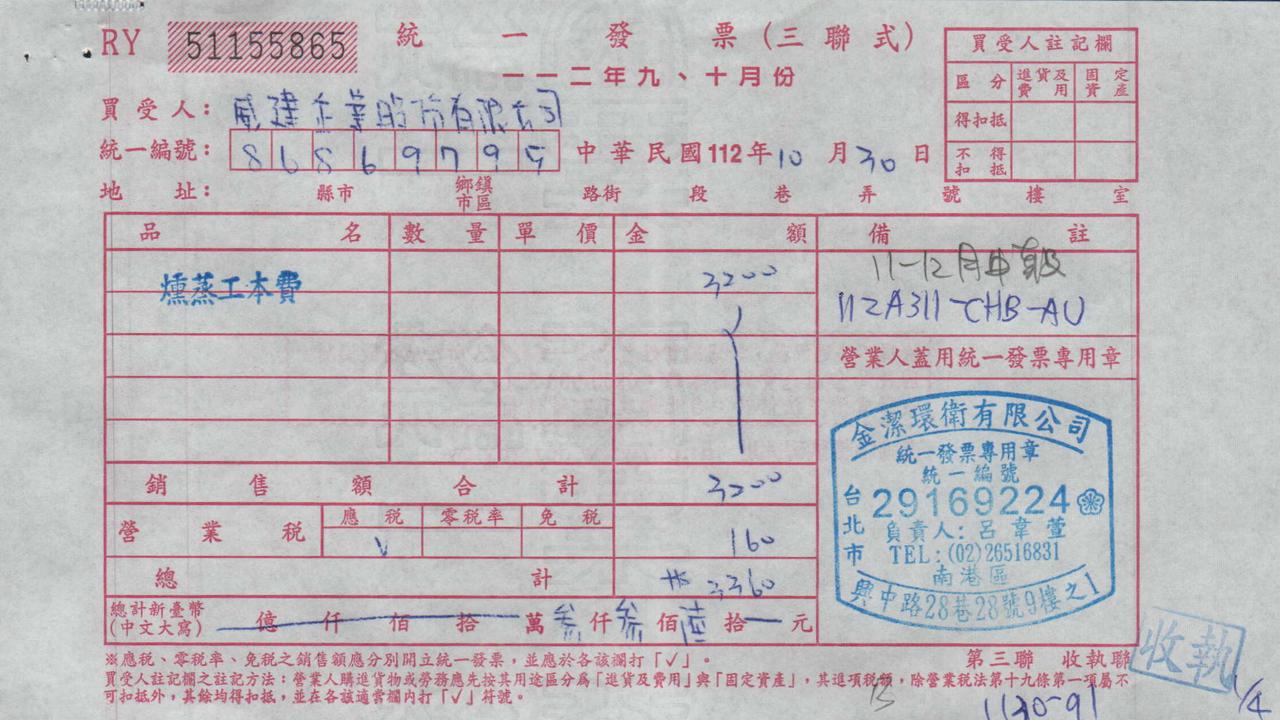 RY 51155865 統一發票(三聯式)
一一二年九、十月份
買受人註記欄
區分 進貨及費用 固定資產
得扣抵
不得扣抵
買受人: 威建企業股份有限公司
統一編號: 86869795 中華民國112年10月30日
地址: 縣市 鄉鎮市區 路街 段 巷 弄 號 樓 室
品名 數量 單價 金額 備註
燻蒸工本費 3200
11-12月申報
112A311-CHB-AU
營業人蓋用統一發票專用章
金潔環衛有限公司
統一發票專用章
統一編號
29169224
負責人:呂韋萱
TEL:(02)26516831
台北市南港區
興中路28巷28號9樓之1
銷售額合計 3200
營業稅 應稅 零稅率 免稅
V 160
總計 3360
總計新臺幣(中文大寫) 億仟佰拾萬參仟參佰陸拾元
※應稅、零稅率、免稅之銷售額應分別開立統一發票,並應於各該欄打「✓」。
第三聯 收執聯
買受人註記欄之註記方法:營業人購進貨物或勞務應先按其用途區分為「進貨及費用」與「固定資產」,其進項稅額,除營業稅法第十九條第一項屬不
可扣抵外,其餘均得扣抵,並在各該適當欄內打「✓」符號。
收執
1/4